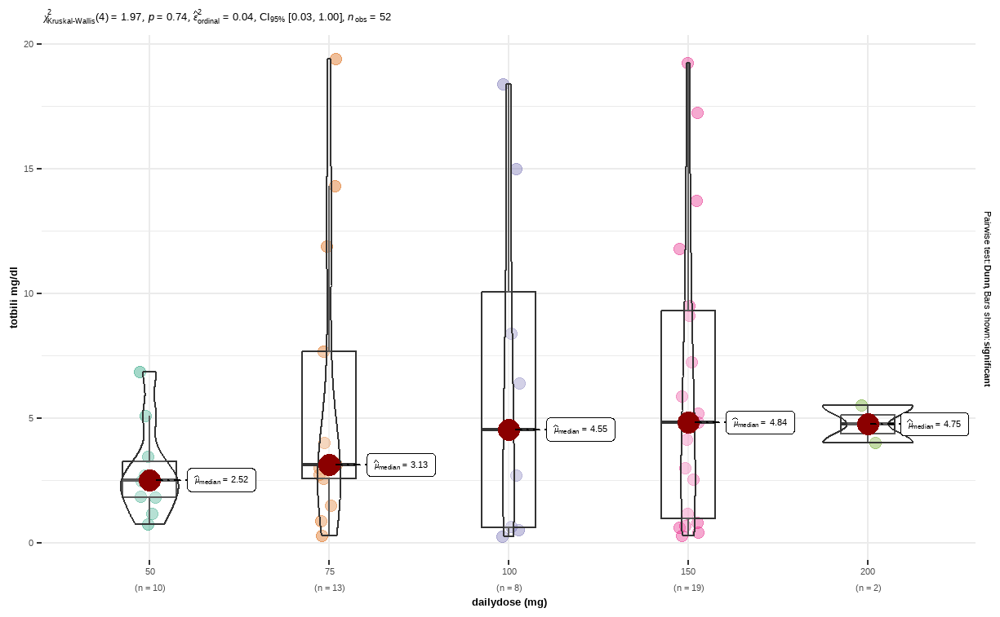 χ²Kruskal-Wallis(4) = 1.97, p = 0.74, ε̂²ordinal = 0.04, CI95% [0.03, 1.00], nobs = 52
20
15
10
5
0
totbili mg/dl
μ̂median = 2.52
μ̂median = 3.13
μ̂median = 4.55
μ̂median = 4.84
μ̂median = 4.75
Pairwise test: Dunn, Bars shown: significant
50 75 100 150 200
(n = 10) (n = 13) (n = 8) (n = 19) (n = 2)
dailydose (mg)